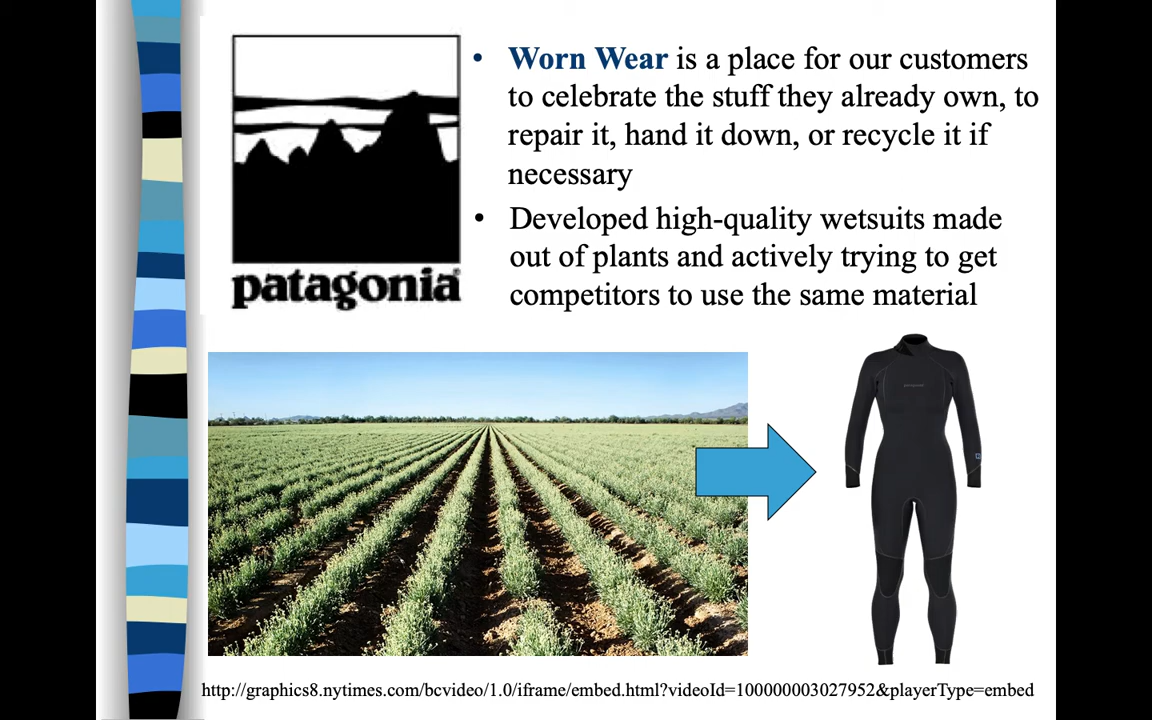 • Worn Wear is a place for our customers
to celebrate the stuff they already own, to
repair it, hand it down, or recycle it if
necessary
• Developed high-quality wetsuits made
out of plants and actively trying to get
competitors to use the same material
patagonia®
patagonia
http://graphics8.nytimes.com/bcvideo/1.0/iframe/embed.html?videoId=100000003027952&playerType=embed